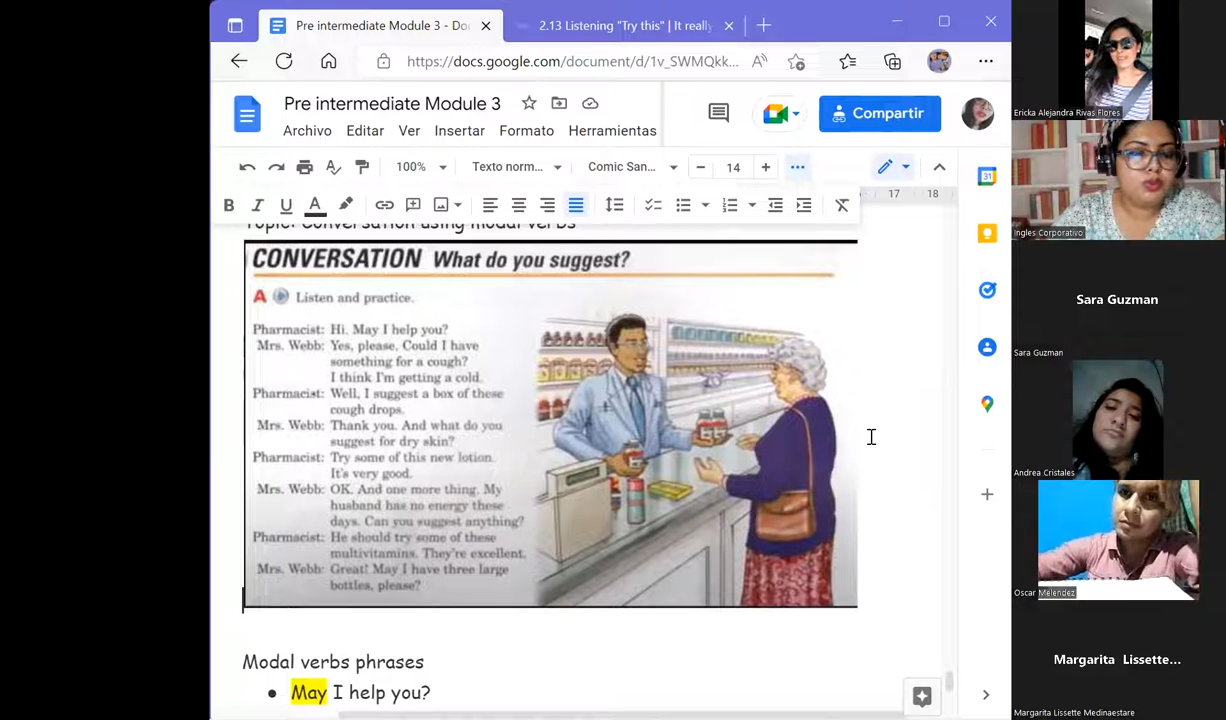 Pre intermediate Module 3 - Doc
2.13 Listening "Try this" | It really
https://docs.google.com/document/d/1v_SWMQkk...
Pre intermediate Module 3
Archivo Editar Ver Insertar Formato Herramientas
Compartir
100% Texto norm... Comic San... 14
17 18
Topic: Conversation using modal verbs
CONVERSATION What do you suggest?
A Listen and practice.
Pharmacist: Hi. May I help you?
Mrs. Webb: Yes, please. Could I have
something for a cough?
I think I'm getting a cold.
Pharmacist: Well, I suggest a box of these
cough drops.
Mrs. Webb: Thank you. And what do you
suggest for dry skin?
Pharmacist: Try some of this new lotion.
It's very good.
Mrs. Webb: OK. And one more thing. My
husband has no energy these
days. Can you suggest anything?
Pharmacist: He should try some of these
multivitamins. They're excellent.
Mrs. Webb: Great! May I have three large
bottles, please?
Modal verbs phrases
● May I help you?
31
Ericka Alejandra Rivas Flores
Ingles Corporativo
Sara Guzman
Sara Guzman
Andrea Cristales
Oscar Melendez
Margarita Lissette...
Margarita Lissette Medinaestare